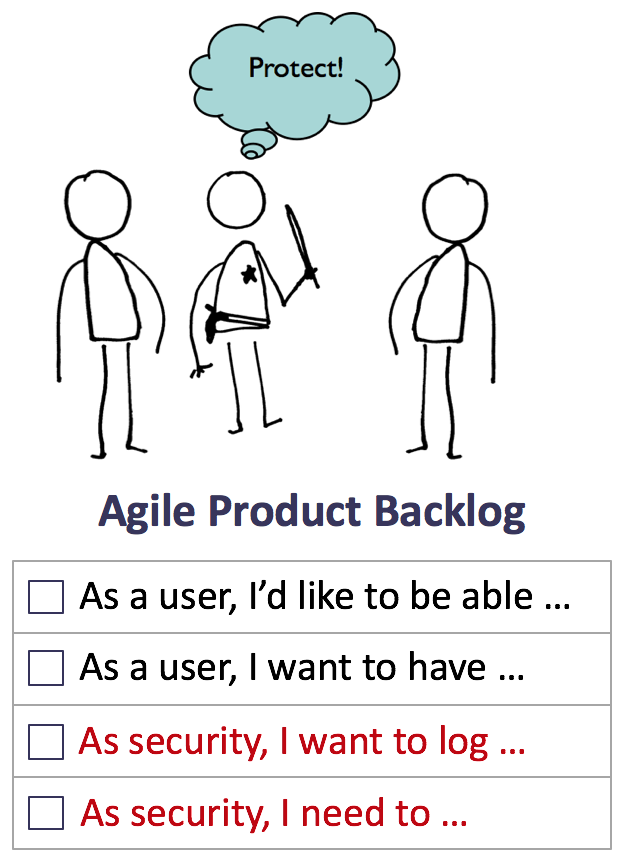 Protect!
Agile Product Backlog
As a user, I’d like to be able ...
As a user, I want to have ...
As security, I want to log ...
As security, I need to ...